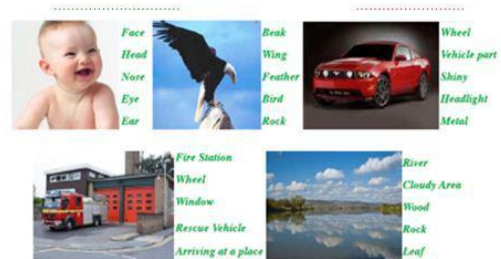 Face
Head
Nose
Eye
Ear
Beak
Wing
Feather
Bird
Rock
Wheel
Vehicle part
Shiny
Headlight
Metal
Fire Station
Wheel
Window
Rescue Vehicle
Arriving at a place
River
Cloudy Area
Wood
Rock
Leaf